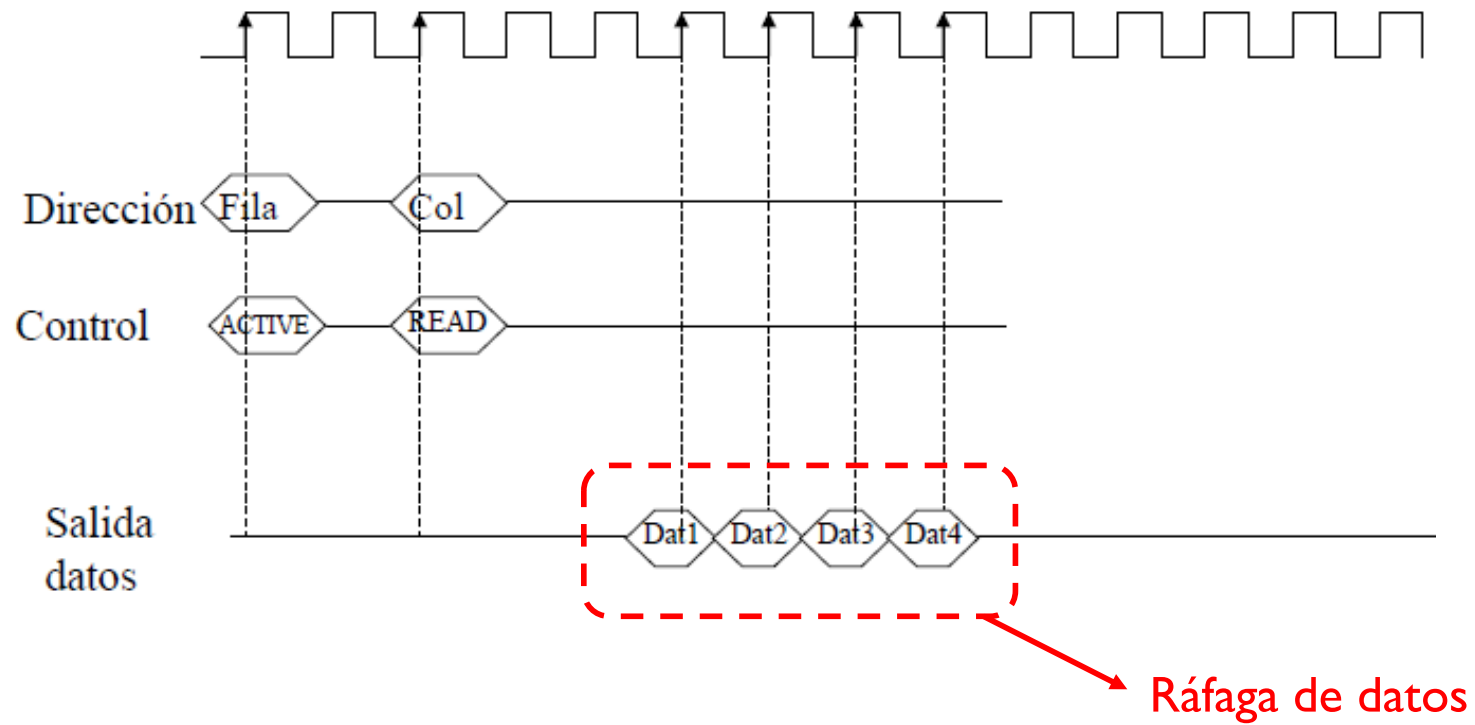 Dirección
Fila
Col
Control
ACTIVE
READ
Salida
datos
Dat1
Dat2
Dat3
Dat4
Ráfaga de datos